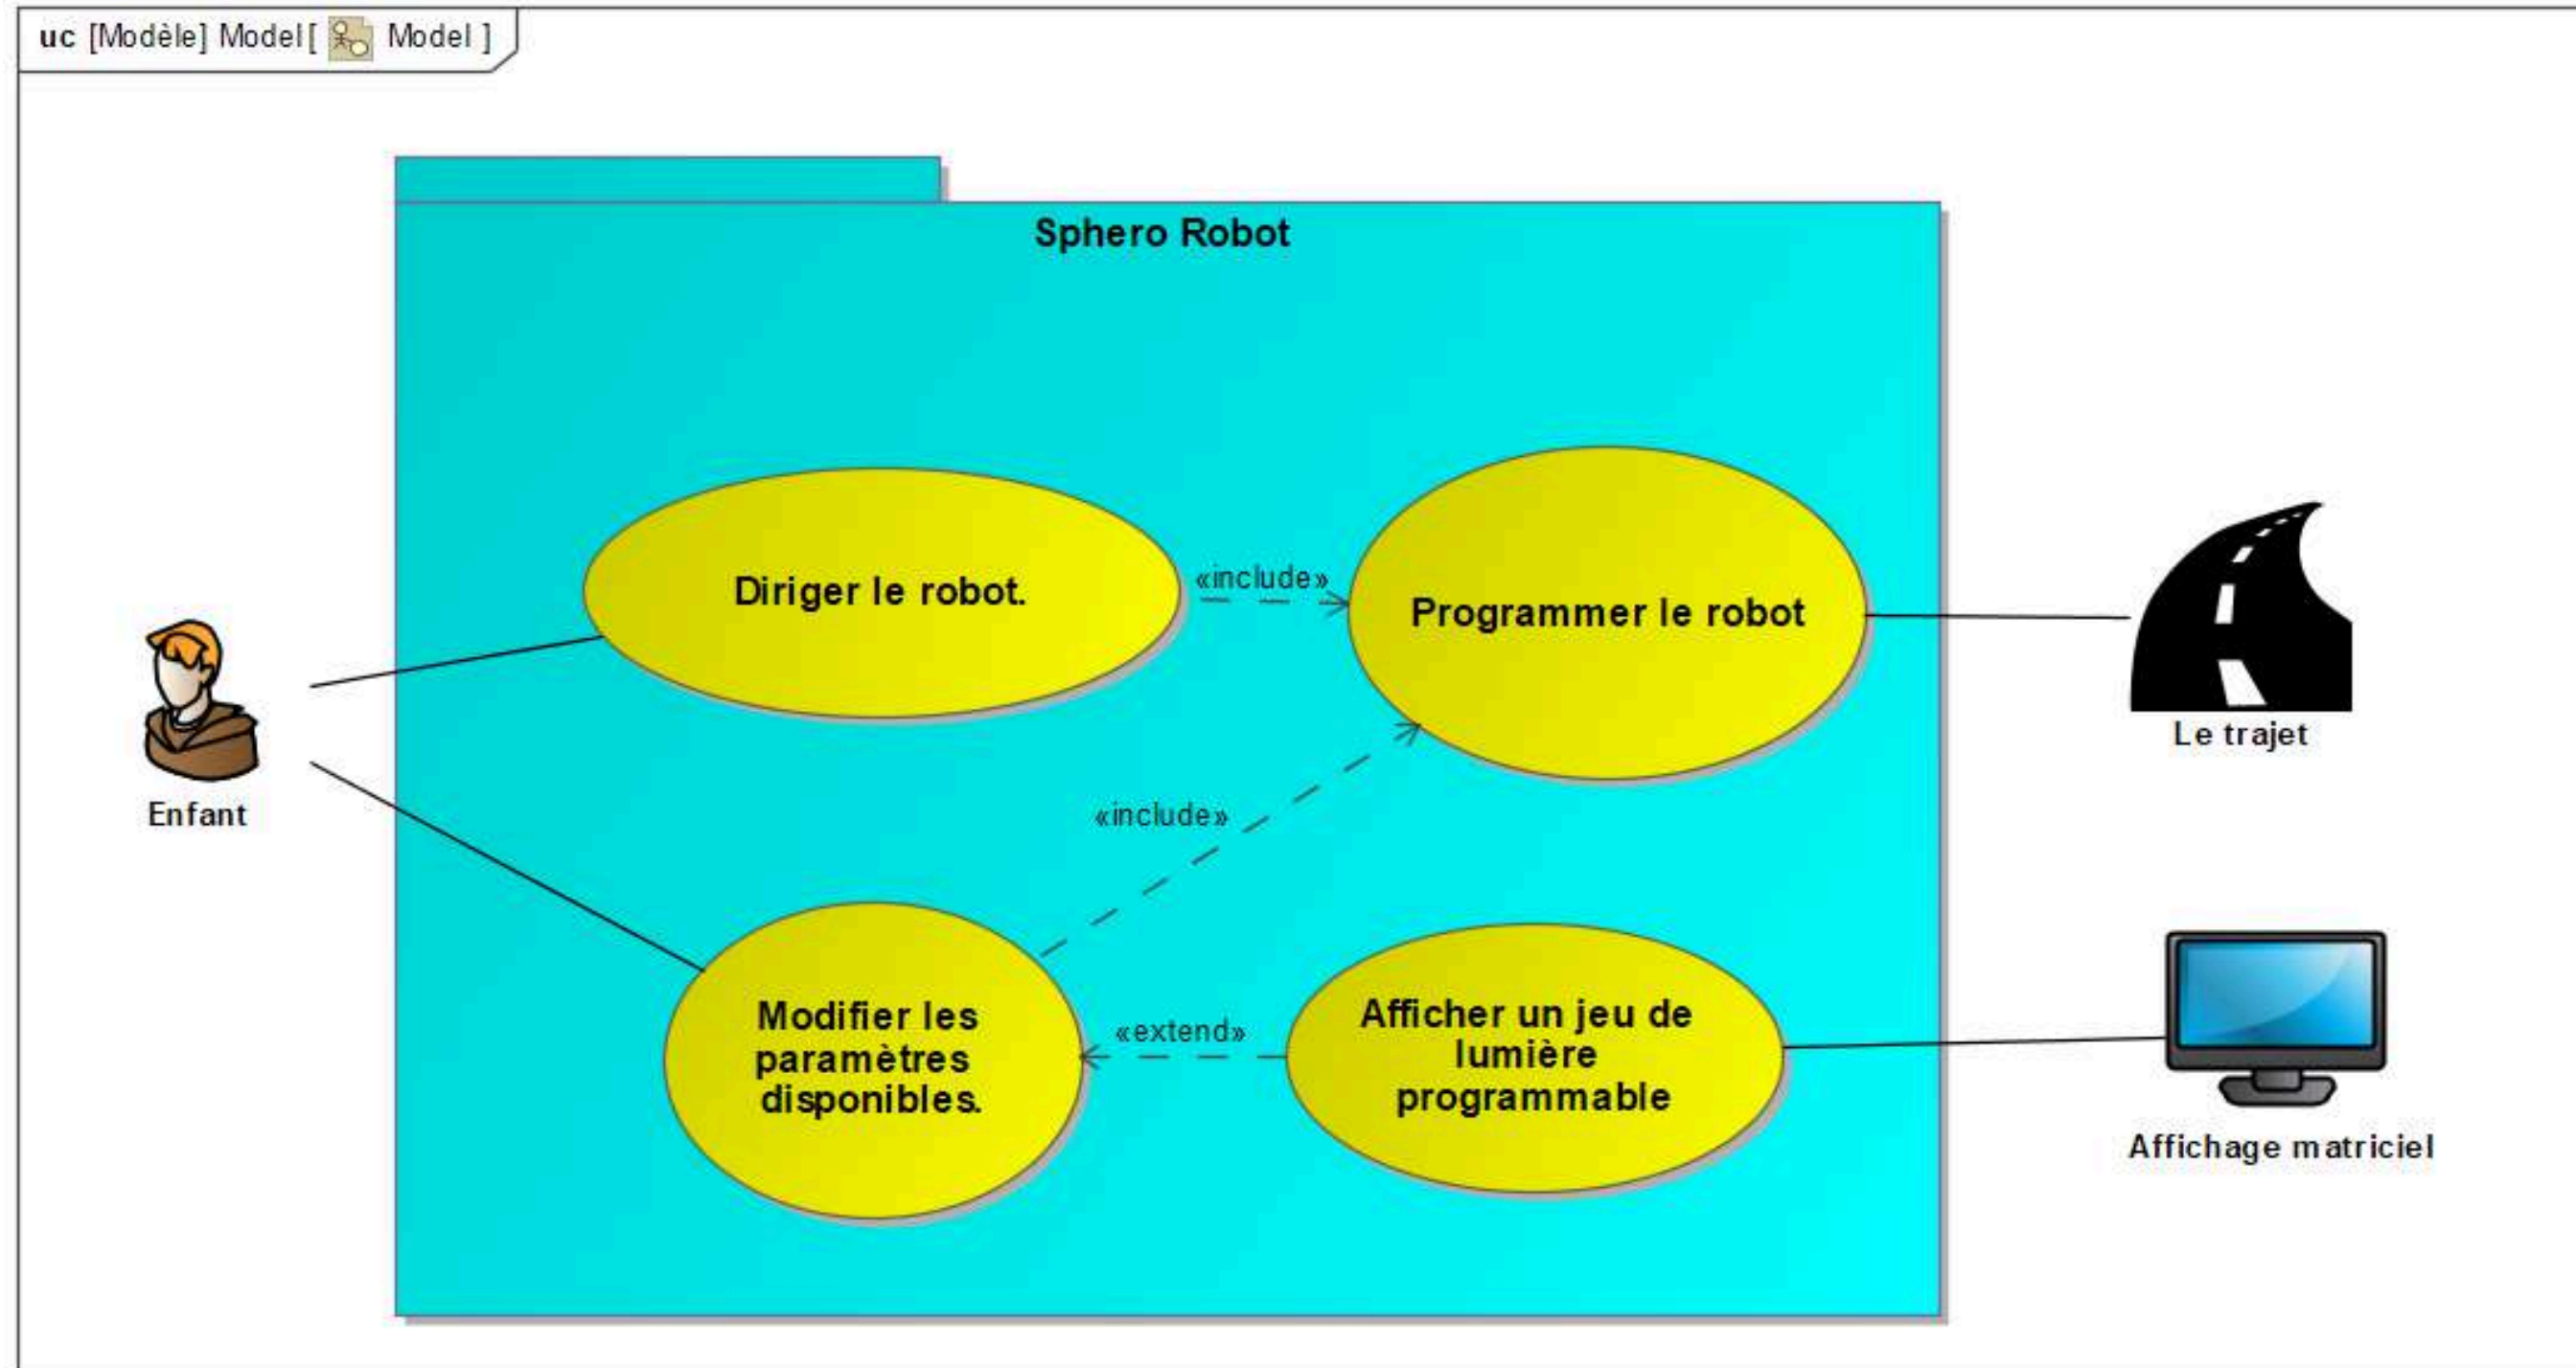 uc [Modèle] Model [ Model ]
Sphero Robot
Diriger le robot.
«include»
Programmer le robot
Le trajet
Enfant
«include»
Modifier les
paramètres
disponibles.
«extend»
Afficher un jeu de
lumière
programmable
Affichage matriciel